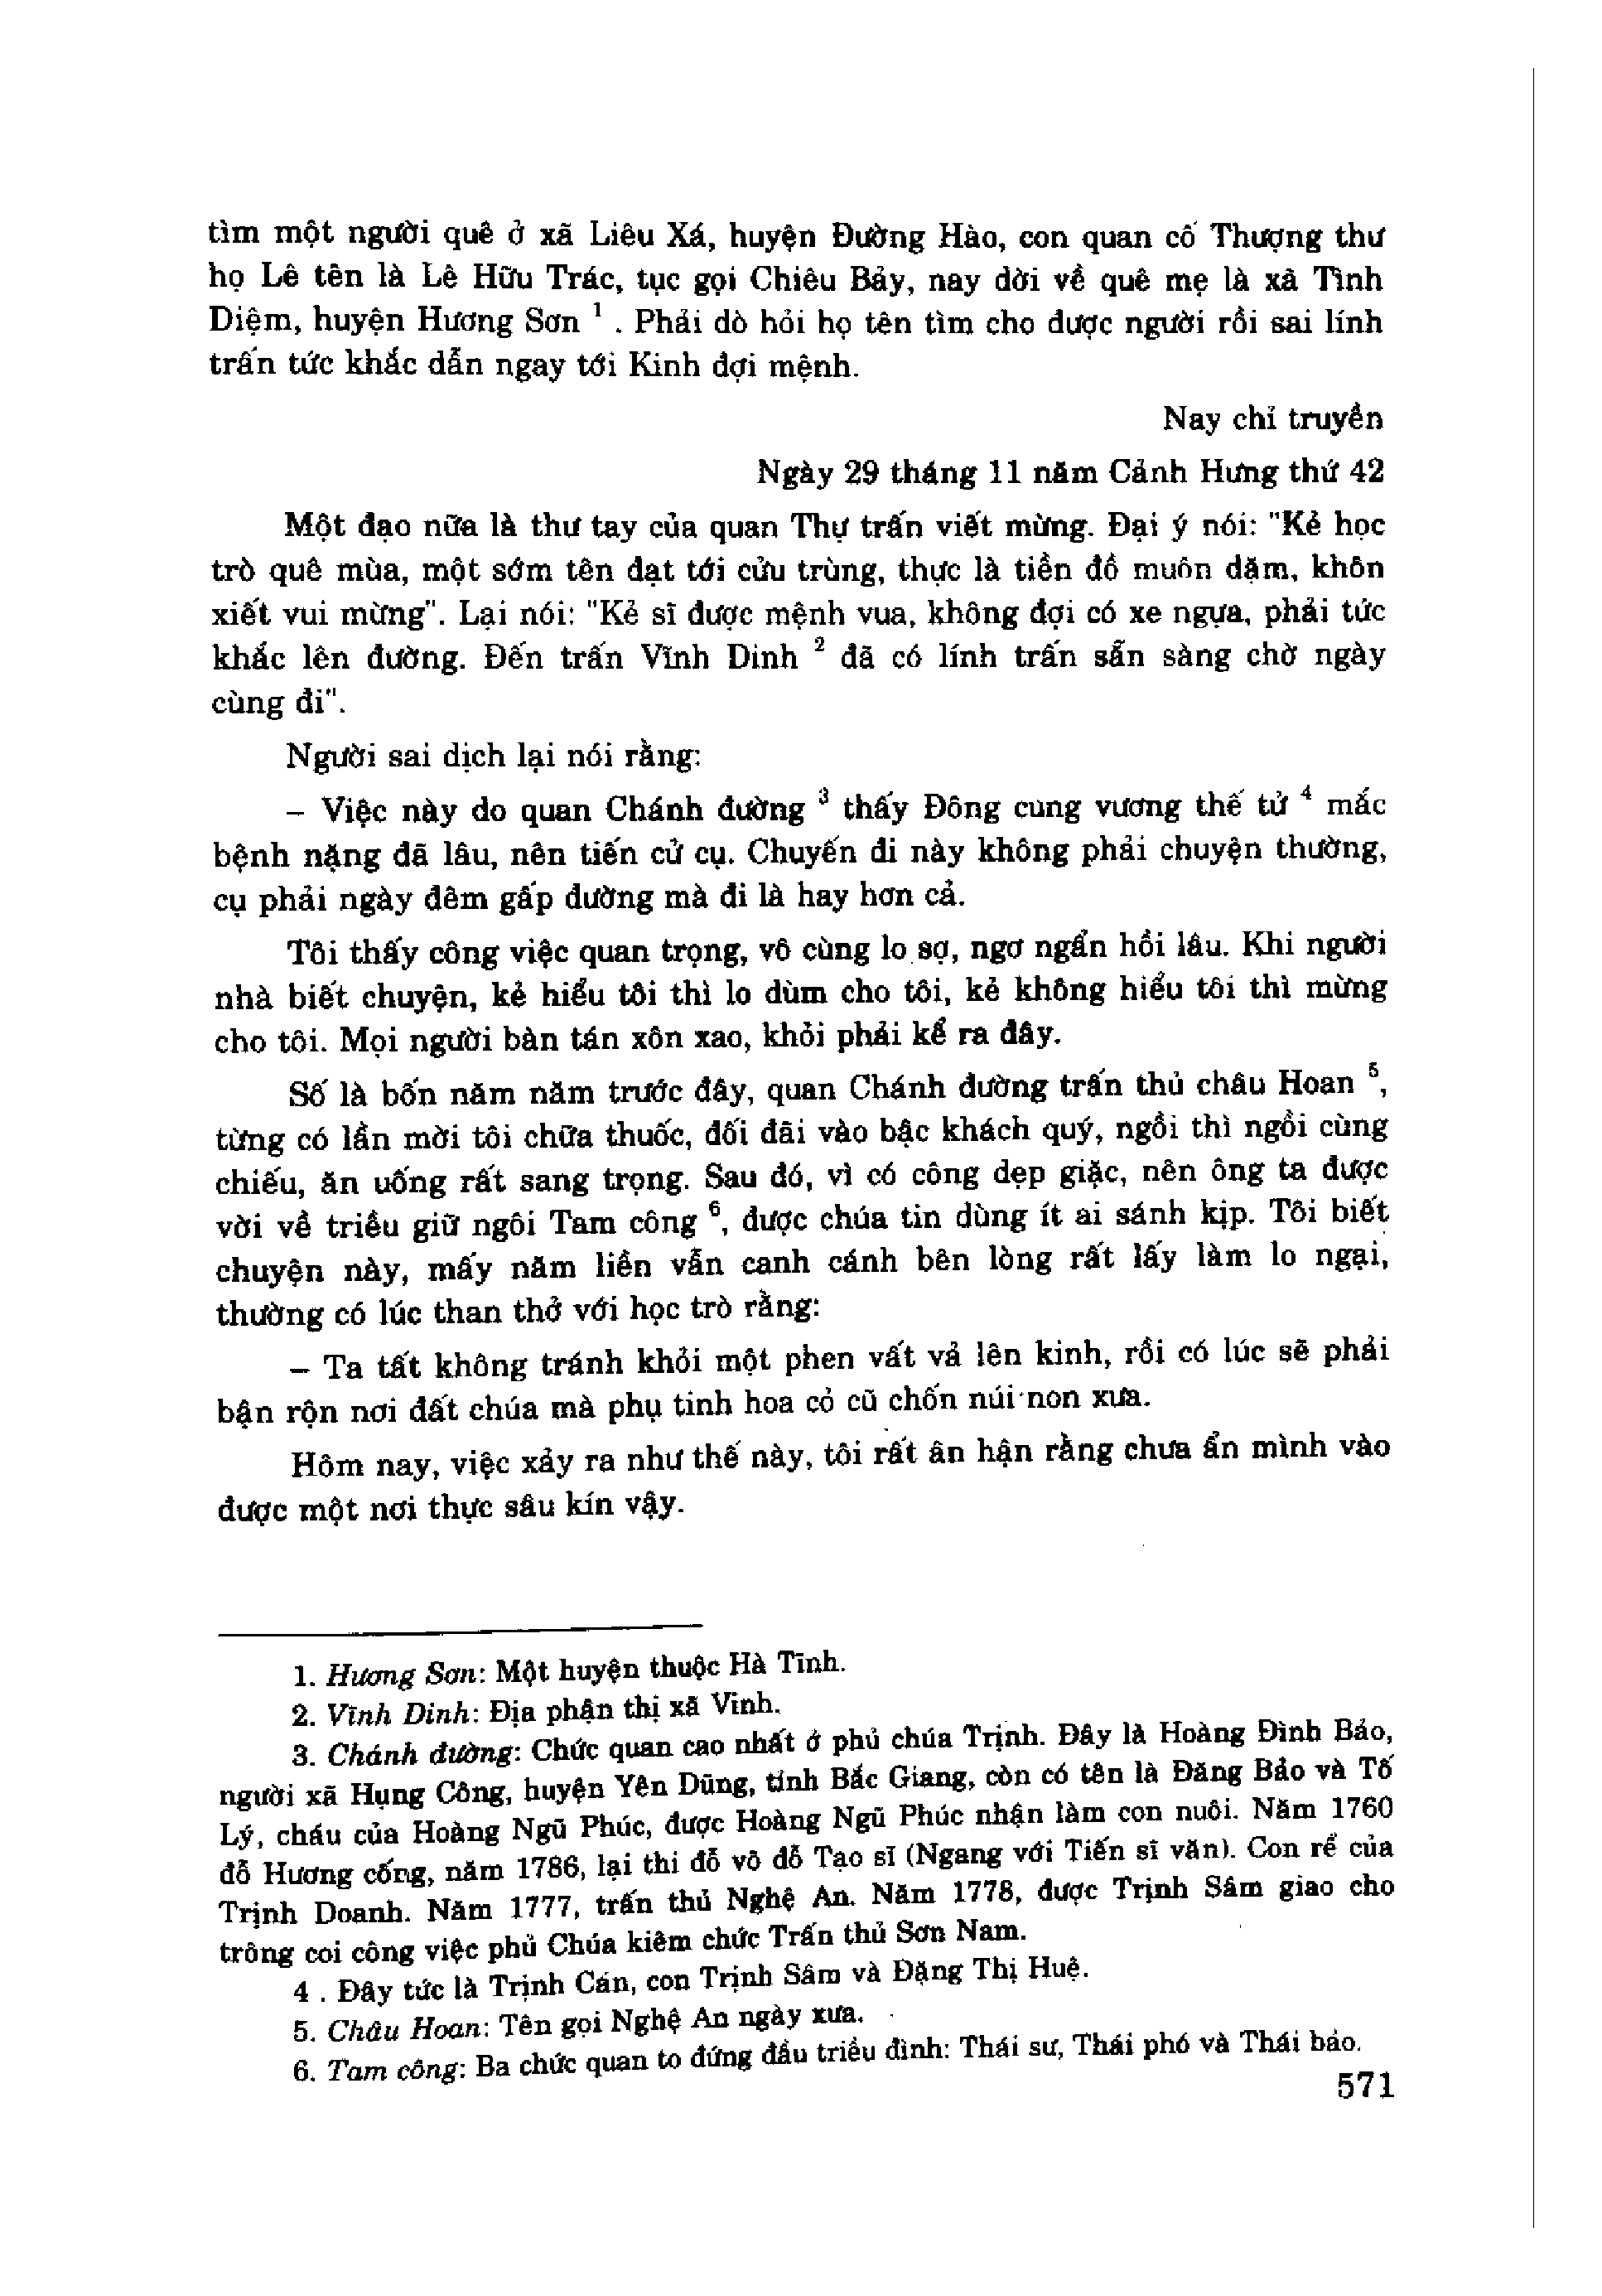 tìm một người quê ở xã Liêu Xá, huyện Đường Hào, con quan cố Thượng thư
họ Lê tên là Lê Hữu Trác, tục gọi Chiêu Bảy, nay dời về quê mẹ là xã Tình
Diệm, huyện Hương Sơn 1 . Phải dò hỏi họ tên tìm cho được người rồi sai lính
trấn tức khắc dẫn ngay tới Kinh đợi mệnh.
Nay chỉ truyền
Ngày 29 tháng 11 năm Cảnh Hưng thứ 42
Một đạo nữa là thư tay của quan Thự trấn viết mừng. Đại ý nói: "Kẻ học
trò quê mùa, một sớm tên đạt tới cửu trùng, thực là tiền đồ muôn dặm, khôn
xiết vui mừng". Lại nói: "Kẻ sĩ được mệnh vua, không đợi có xe ngựa, phải tức
khắc lên đường. Đến trấn Vĩnh Dinh 2 đã có lính trấn sẵn sàng chờ ngày
cùng đi".
Người sai dịch lại nói rằng:
– Việc này do quan Chánh đường 3 thấy Đông cung vương thế tử 4 mắc
bệnh nặng đã lâu, nên tiến cử cụ. Chuyến đi này không phải chuyện thường,
cụ phải ngày đêm gấp đường mà đi là hay hơn cả.
Tôi thấy công việc quan trọng, vô cùng lo sợ, ngơ ngẩn hồi lâu. Khi người
nhà biết chuyện, kẻ hiểu tôi thì lo dùm cho tôi, kẻ không hiểu tôi thì mừng
cho tôi. Mọi người bàn tán xôn xao, khỏi phải kể ra đây.
Số là bốn năm năm trước đây, quan Chánh đường trấn thủ châu Hoan 5,
từng có lần mời tôi chữa thuốc, đối đãi vào bậc khách quý, ngồi thì ngồi cùng
chiếu, ăn uống rất sang trọng. Sau đó, vì có công dẹp giặc, nên ông ta được
vời về triều giữ ngôi Tam công 6, được chúa tin dùng ít ai sánh kịp. Tôi biết
chuyện này, mấy năm liền vẫn canh cánh bên lòng rất lấy làm lo ngại,
thường có lúc than thở với học trò rằng:
– Ta tất không tránh khỏi một phen vất vả lên kinh, rồi có lúc sẽ phải
bận rộn nơi đất chúa mà phụ tình hoa cỏ cũ chốn núi non xưa.
Hôm nay, việc xảy ra như thế này, tôi rất ân hận rằng chưa ẩn mình vào
được một nơi thực sâu kín vậy.
1. Hương Sơn: Một huyện thuộc Hà Tĩnh.
2. Vĩnh Dinh: Địa phận thị xã Vinh.
3. Chánh đường: Chức quan cao nhất ở phủ chúa Trịnh. Đây là Hoàng Đình Bảo,
người xã Hụng Công, huyện Yên Dũng, tỉnh Bắc Giang, còn có tên là Đăng Bảo và Tố
Lý, cháu của Hoàng Ngũ Phúc, được Hoàng Ngũ Phúc nhận làm con nuôi. Năm 1760
đỗ Hương cống, năm 1786, lại thi đỗ võ đỗ Tạo sĩ (Ngang với Tiến sĩ văn). Con rể của
Trịnh Doanh. Năm 1777, trấn thủ Nghệ An. Năm 1778, được Trịnh Sâm giao cho
trông coi công việc phủ Chúa kiêm chức Trấn thủ Sơn Nam.
4 . Đây tức là Trịnh Cán, con Trịnh Sâm và Đặng Thị Huệ.
5. Châu Hoan: Tên gọi Nghệ An ngày xưa.
6. Tam công: Ba chức quan to đứng đầu triều đình: Thái sư, Thái phó và Thái bảo.
571